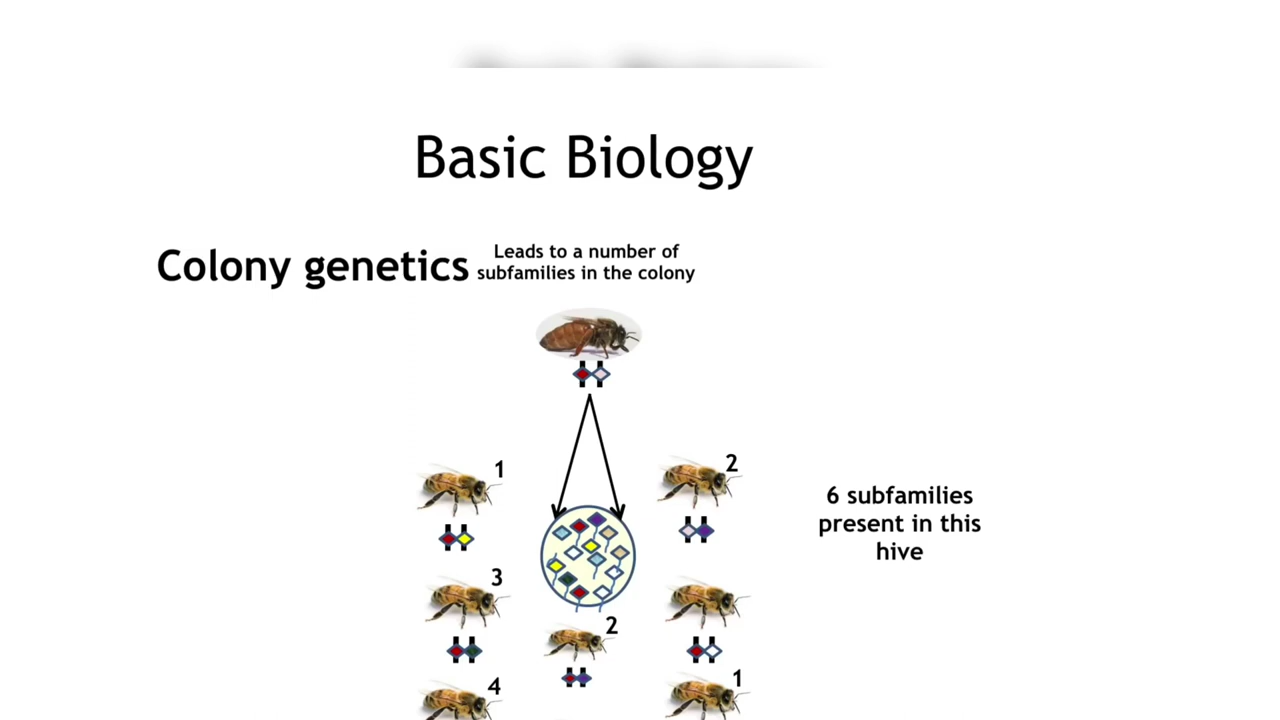 Basic Biology
Colony genetics
Leads to a number of
subfamilies in the colony
1
2
6 subfamilies
present in this
hive
3
2
4
1